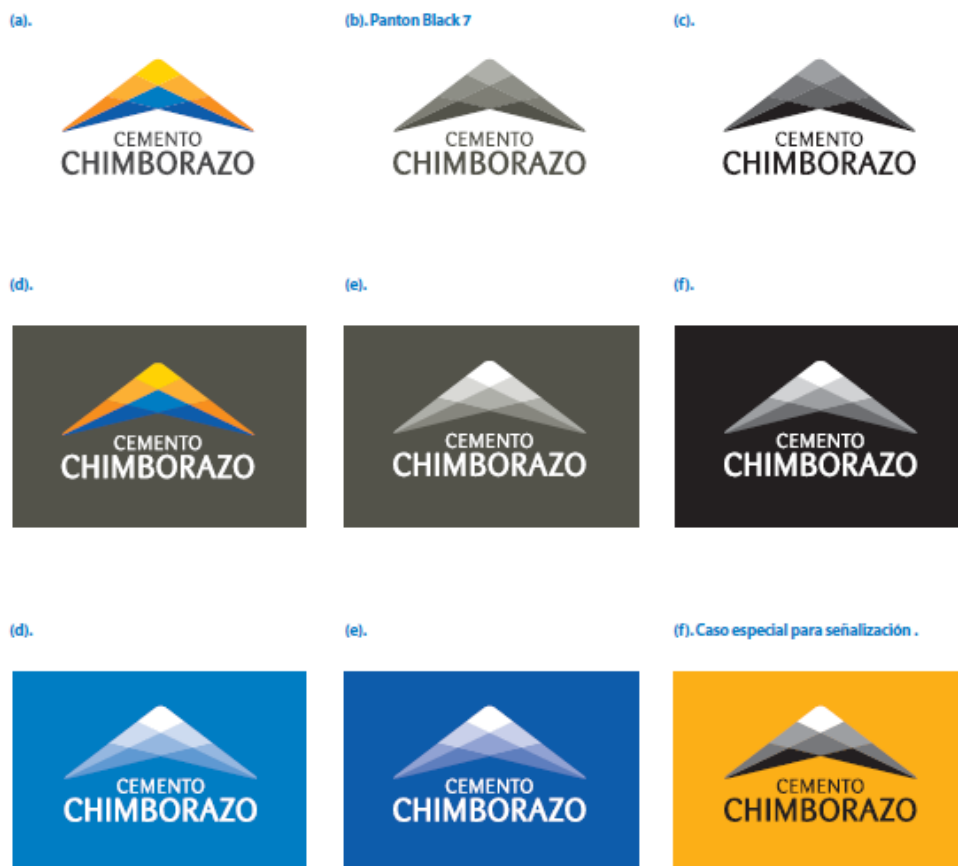 (a).
(b). Panton Black 7
(c).
CEMENTO
CHIMBORAZO
CEMENTO
CHIMBORAZO
CEMENTO
CHIMBORAZO
(d).
(e).
(f).
CEMENTO
CHIMBORAZO
CEMENTO
CHIMBORAZO
CEMENTO
CHIMBORAZO
(d).
(e).
(f). Caso especial para señalización .
CEMENTO
CHIMBORAZO
CEMENTO
CHIMBORAZO
CEMENTO
CHIMBORAZO